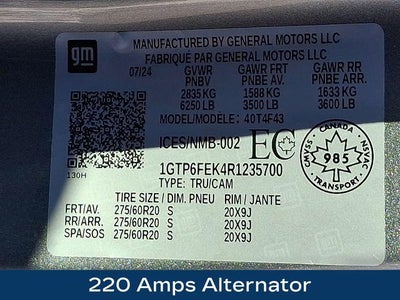 gm
MANUFACTURED BY GENERAL MOTORS LLC
FABRIQUÉ PAR GENERAL MOTORS LLC
07/24 GVWR GAWR FRT GAWR RR
PNBV PNBE AV. PNBE ARR.
2835 KG 1588 KG 1633 KG
6250 LB 3500 LB 3600 LB
MODEL/MODÈLE: 40T4F43
ICES/NMB-002 EC
130H
1GTP6FEK4R1235700
TYPE: TRU/CAM
CANADA
985
NSVAC
CMVSS
TRANSPORT
TIRE SIZE / DIM. PNEU RIM / JANTE
FRT/AV. 275/60R20 S 20X9J
RR/ARR. 275/60R20 S 20X9J
SPA/SOS 275/60R20 S 20X9J
220 Amps Alternator